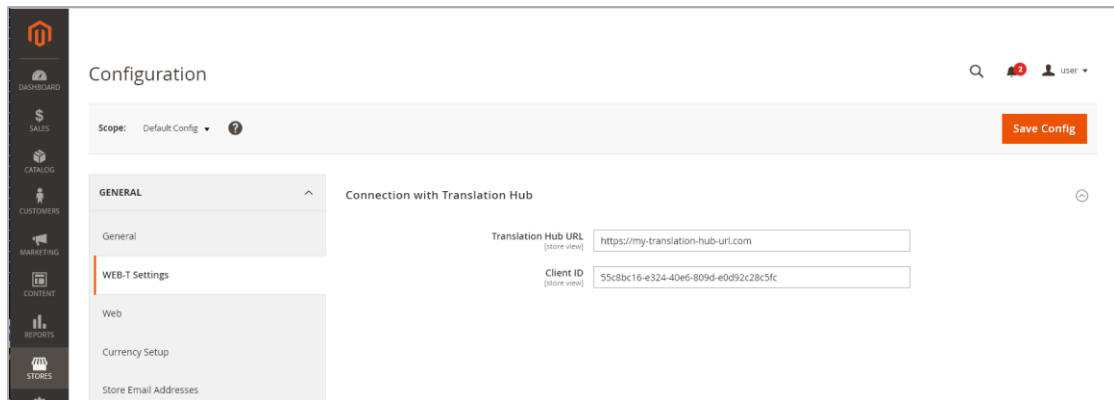 Configuration
2
user
DASHBOARD
SALES
CATALOG
CUSTOMERS
MARKETING
CONTENT
REPORTS
STORES
Scope: Default Config ?
Save Config
GENERAL
General
WEB-T Settings
Web
Currency Setup
Store Email Addresses
Connection with Translation Hub
Translation Hub URL
[store view]
https://my-translation-hub-url.com
Client ID
[store view]
55c8bc16-e324-40e6-809d-e0d92c28c5fc